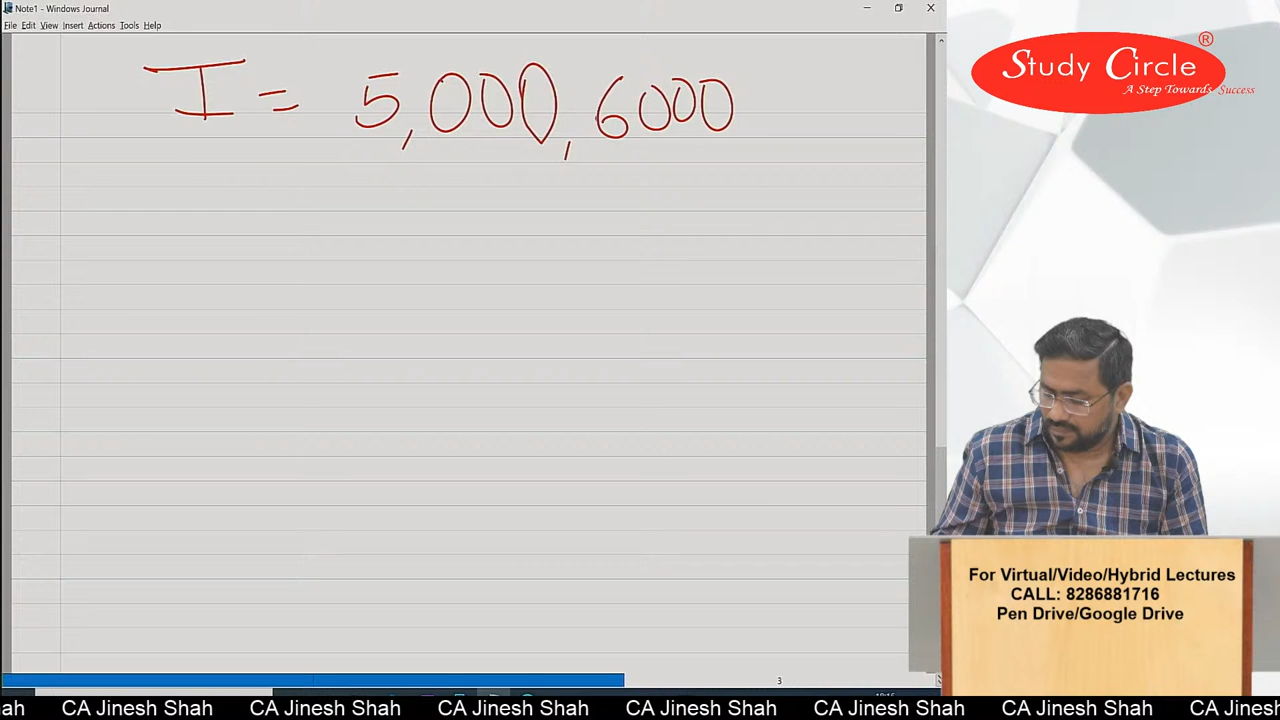 Note1 - Windows Journal
File Edit View Insert Actions Tools Help
I = 5,000, 6000
Study Circle ®
A Step Towards Success
For Virtual/Video/Hybrid Lectures
CALL: 8286881716
Pen Drive/Google Drive
3
ah CA Jinesh Shah CA Jinesh Shah CA Jinesh Shah CA Jinesh Shah CA Jinesh Shah CA Jinesh Shah CA Jines